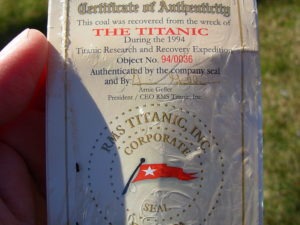 Certificate of Authenticity
This coal was recovered from the wreck of
THE TITANIC
During the 1994
Titanic Research and Recovery Expedition
Object No. 94/0036
Authenticated by the company seal
and By:
Arnie Geller
President / CEO RMS Titanic, Inc.
RMS TITANIC, INC.
CORPORATE
SEAL